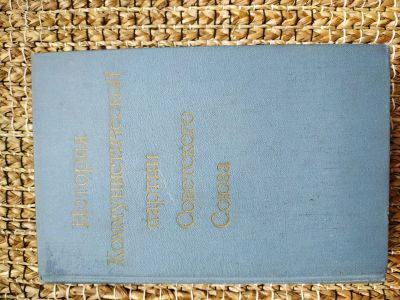 История
Коммунистической
партии
Советского
Союза